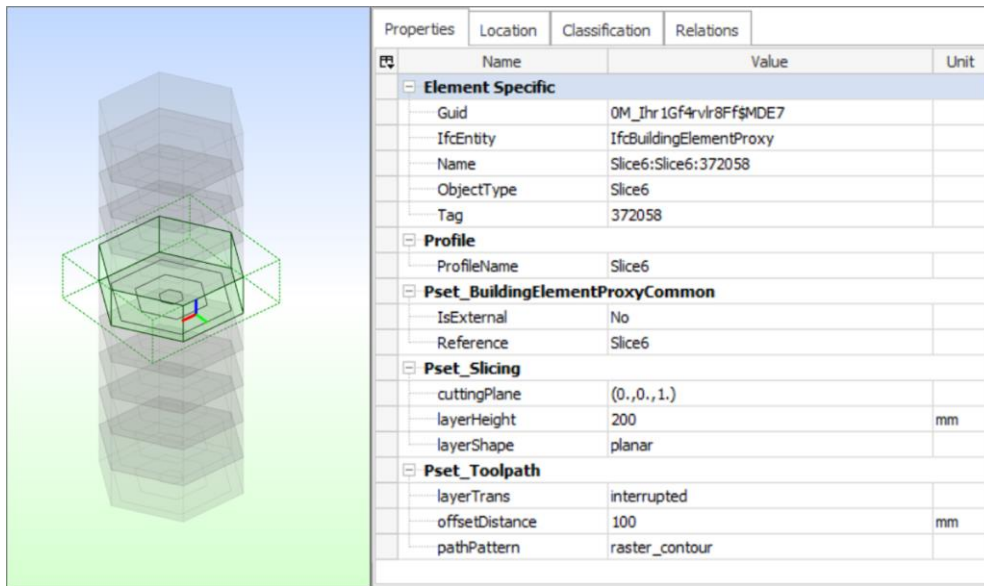 Properties Location Classification Relations
Name Value Unit
Element Specific
Guid 0M_Ihr1Gf4rvlr8Ff$MDE7
IfcEntity IfcBuildingElementProxy
Name Slice6:Slice6:372058
ObjectType Slice6
Tag 372058
Profile
ProfileName Slice6
Pset_BuildingElementProxyCommon
IsExternal No
Reference Slice6
Pset_Slicing
cuttingPlane (0.,0.,1.)
layerHeight 200 mm
layerShape planar
Pset_Toolpath
layerTrans interrupted
offsetDistance 100 mm
pathPattern raster_contour